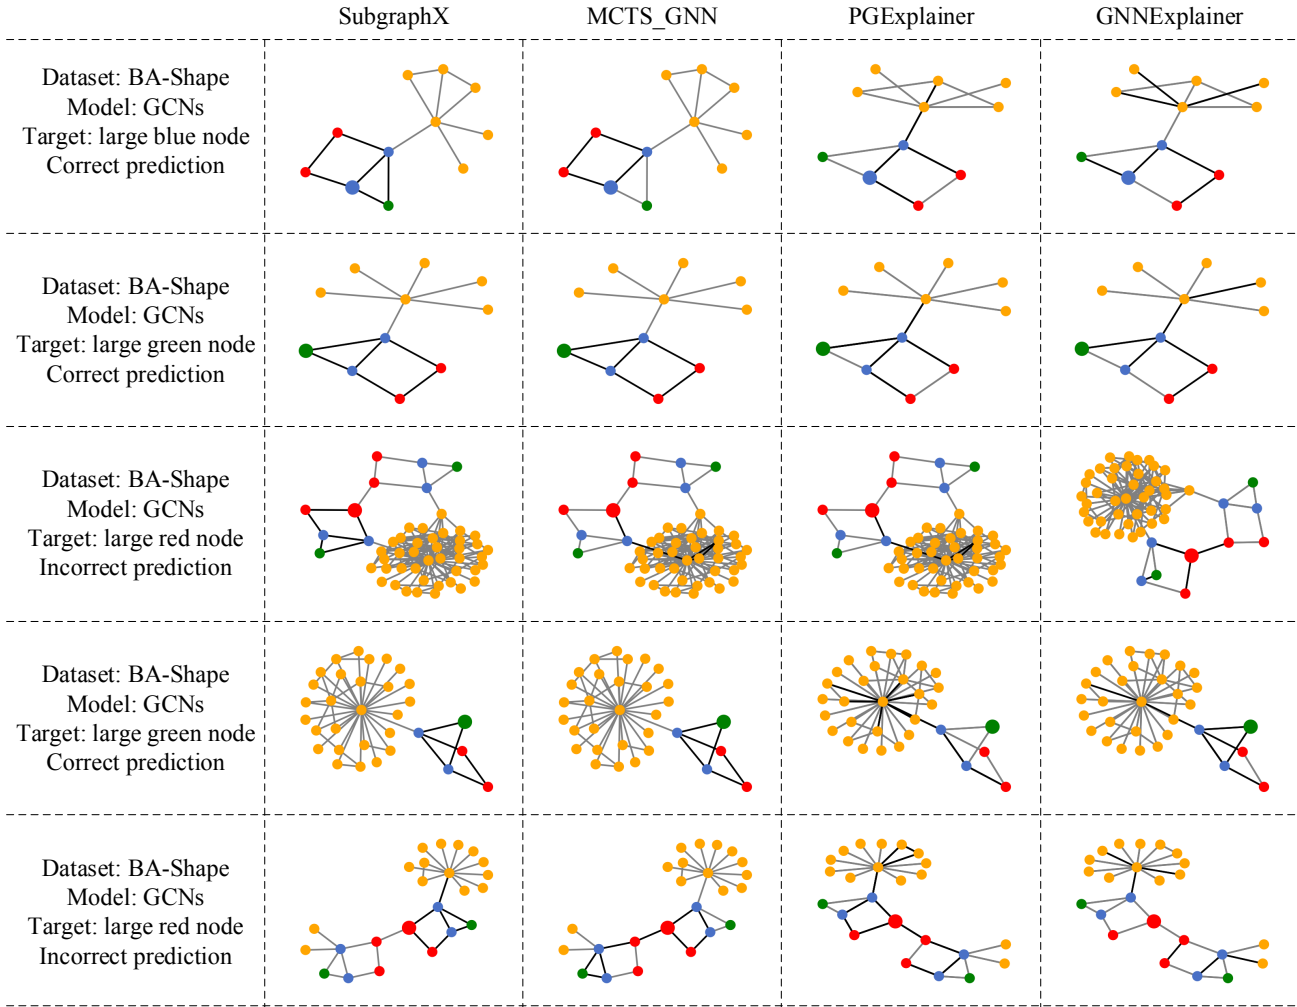 SubgraphX MCTS_GNN PGExplainer GNNExplainer
Dataset: BA-Shape
Model: GCNs
Target: large blue node
Correct prediction
Dataset: BA-Shape
Model: GCNs
Target: large green node
Correct prediction
Dataset: BA-Shape
Model: GCNs
Target: large red node
Incorrect prediction
Dataset: BA-Shape
Model: GCNs
Target: large green node
Correct prediction
Dataset: BA-Shape
Model: GCNs
Target: large red node
Incorrect prediction